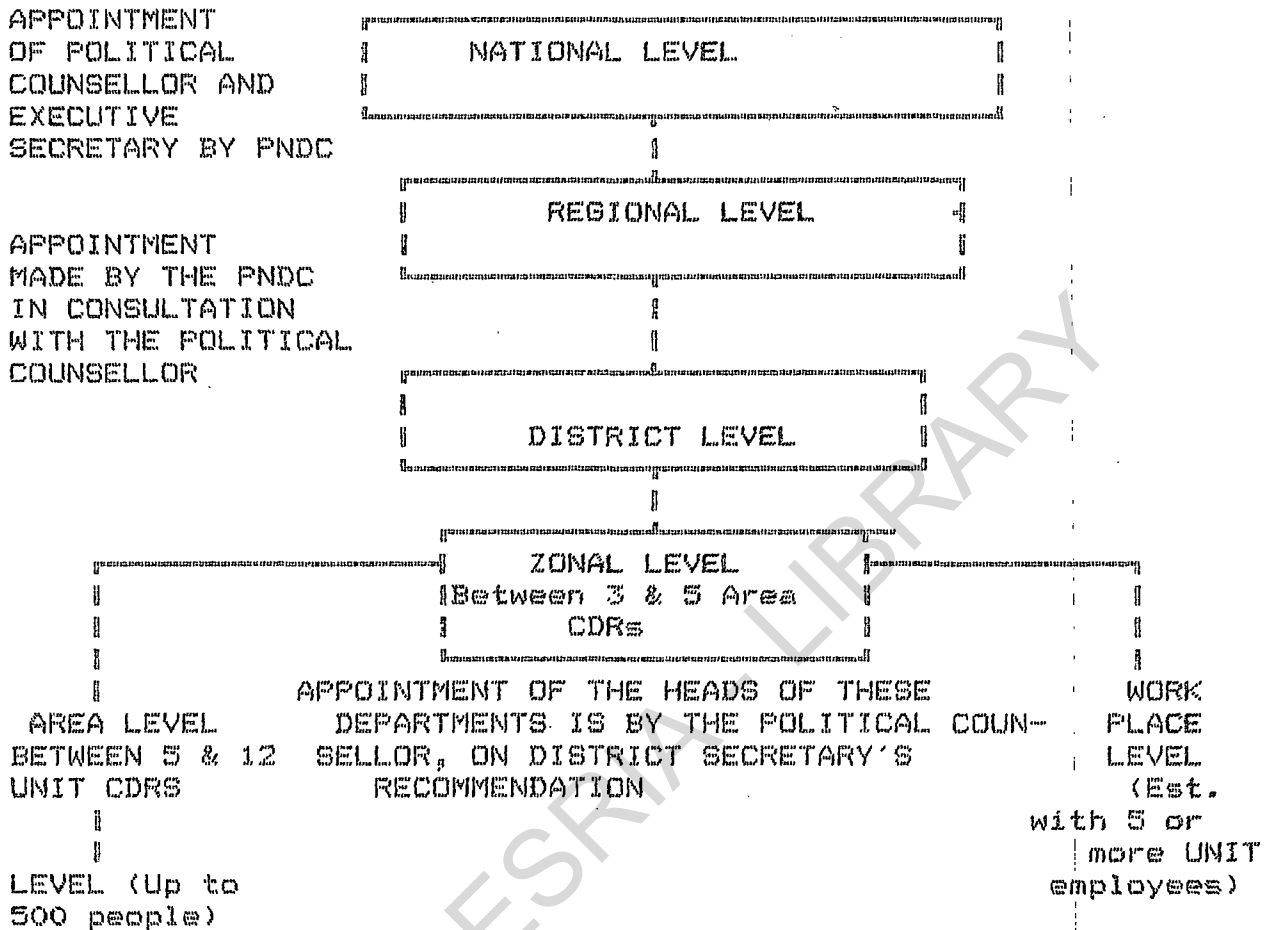 APPOINTMENT
OF POLITICAL
COUNSELLOR AND
EXECUTIVE
SECRETARY BY PNDC
NATIONAL LEVEL
REGIONAL LEVEL
APPOINTMENT
MADE BY THE PNDC
IN CONSULTATION
WITH THE POLITICAL
COUNSELLOR
DISTRICT LEVEL
ZONAL LEVEL
Between 3 & 5 Area
CDRs
APPOINTMENT OF THE HEADS OF THESE
DEPARTMENTS IS BY THE POLITICAL COUN-
SELLOR, ON DISTRICT SECRETARY'S
RECOMMENDATION
AREA LEVEL
BETWEEN 5 & 12
UNIT CDRS
LEVEL (Up to
500 people)
WORK
PLACE
LEVEL
(Est.
with 5 or
more UNIT
employees)
ESRIA - LIBRARY